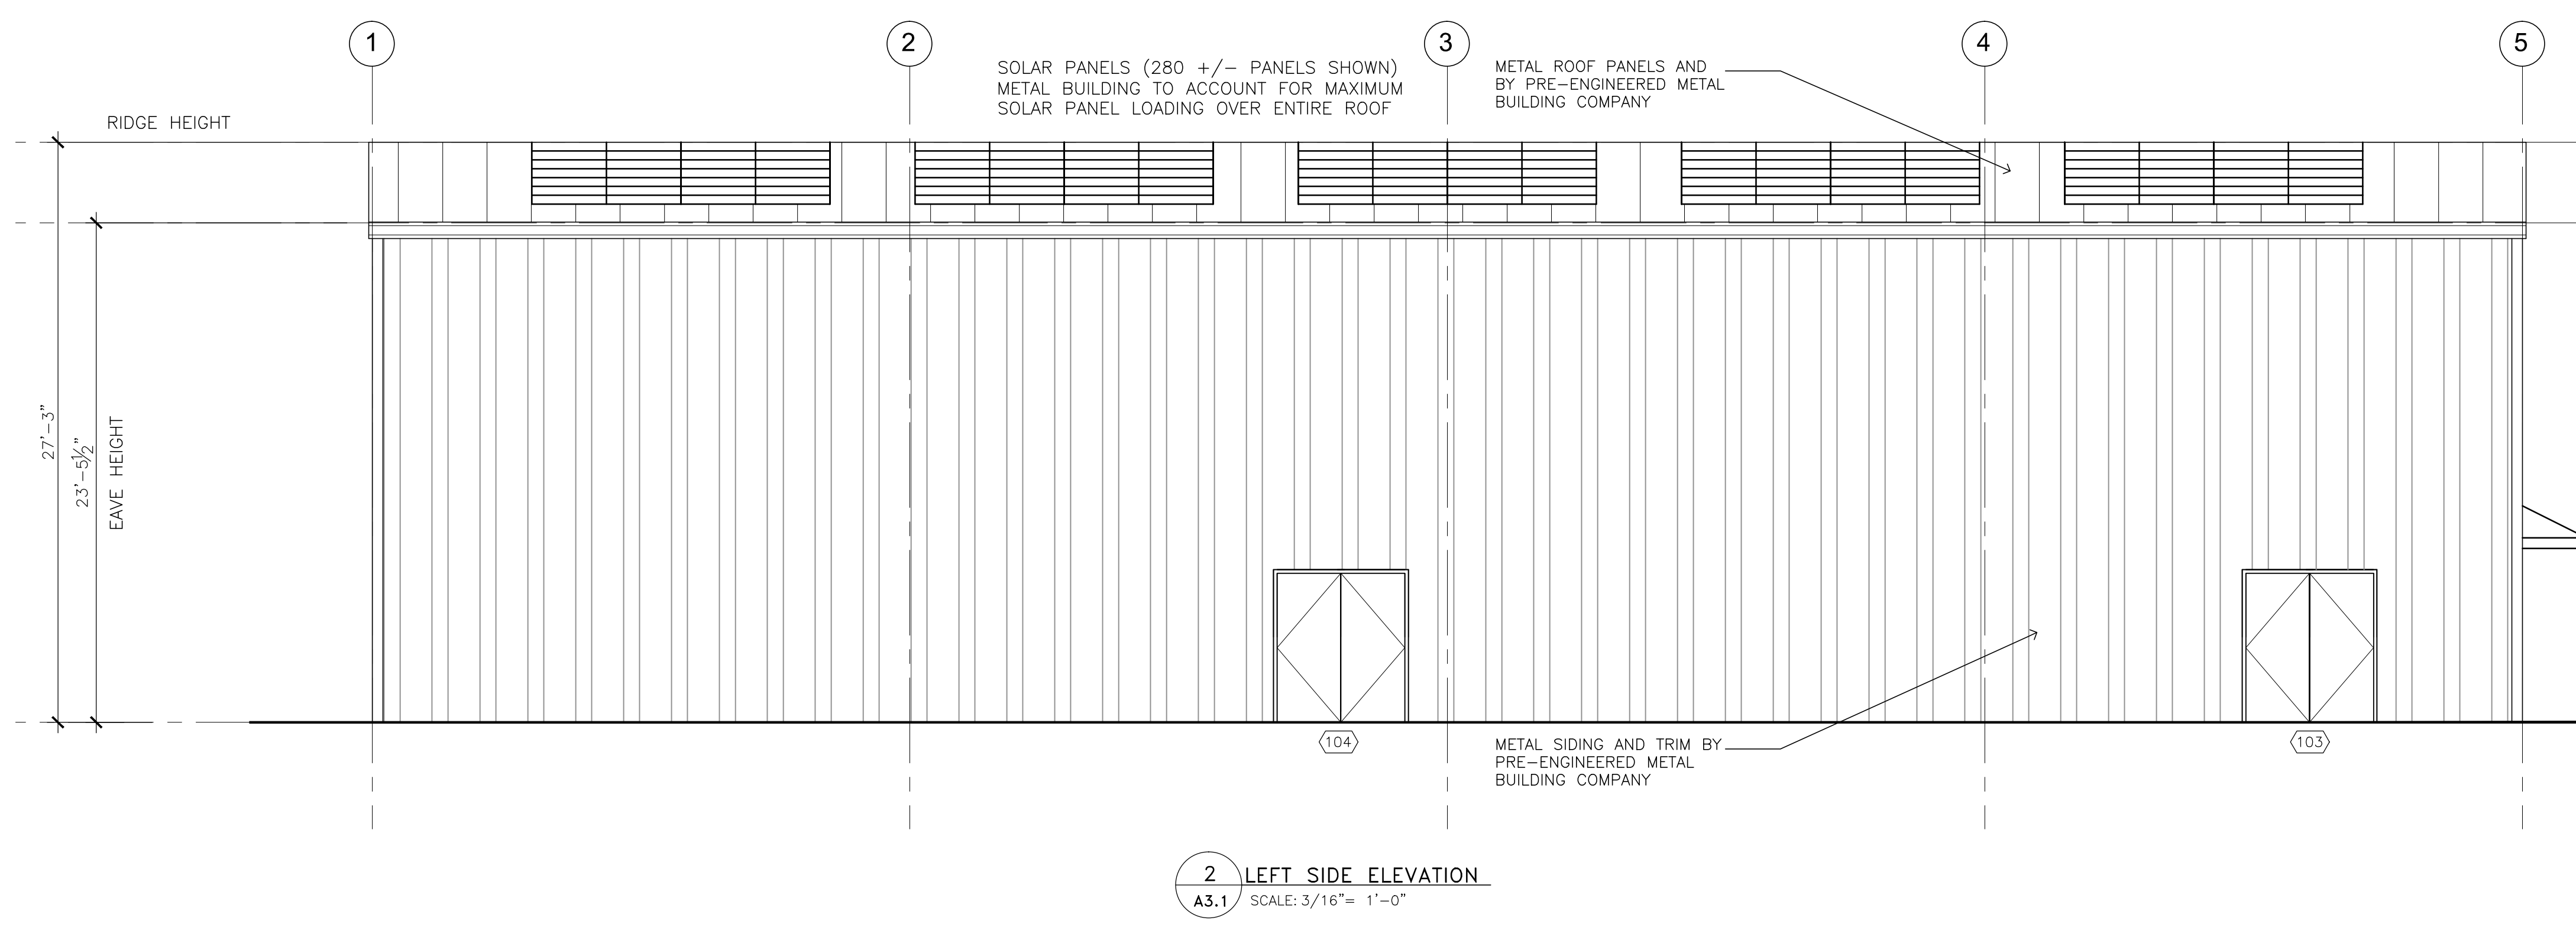 1
2
3
4
5
SOLAR PANELS (280 +/- PANELS SHOWN)
METAL BUILDING TO ACCOUNT FOR MAXIMUM
SOLAR PANEL LOADING OVER ENTIRE ROOF
METAL ROOF PANELS AND
BY PRE-ENGINEERED METAL
BUILDING COMPANY
RIDGE HEIGHT
27'-3"
23'-5½"
EAVE HEIGHT
104
103
METAL SIDING AND TRIM BY
PRE-ENGINEERED METAL
BUILDING COMPANY
2
A3.1
LEFT SIDE ELEVATION
SCALE: 3/16"= 1'-0"